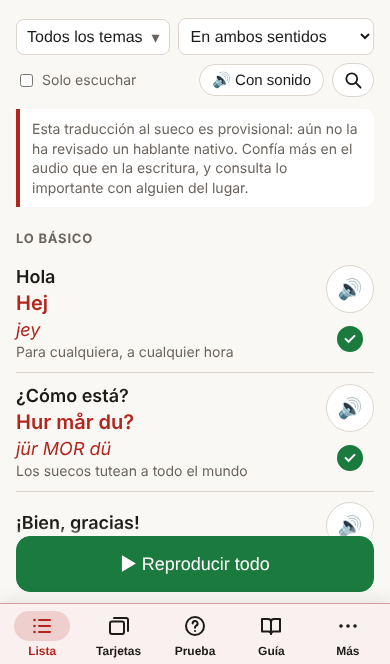 Todos los temas ▾
En ambos sentidos
Solo escuchar
🔊 Con sonido
Esta traducción al sueco es provisional: aún no la
ha revisado un hablante nativo. Confía más en el
audio que en la escritura, y consulta lo
importante con alguien del lugar.
LO BÁSICO
Hola
Hej
jey
Para cualquiera, a cualquier hora
¿Cómo está?
Hur mår du?
jür MOR dü
Los suecos tutean a todo el mundo
¡Bien, gracias!
▶ Reproducir todo
Lista
Tarjetas
Prueba
Guía
Más